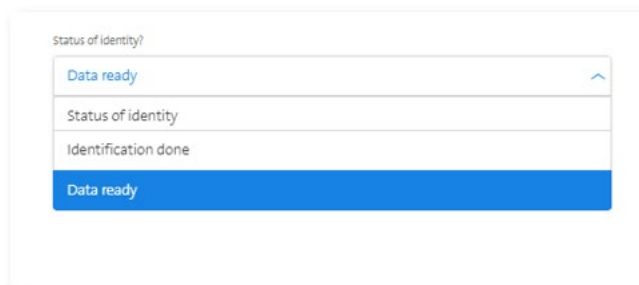 Status of identity?
Data ready
Status of identity
Identification done
Data ready